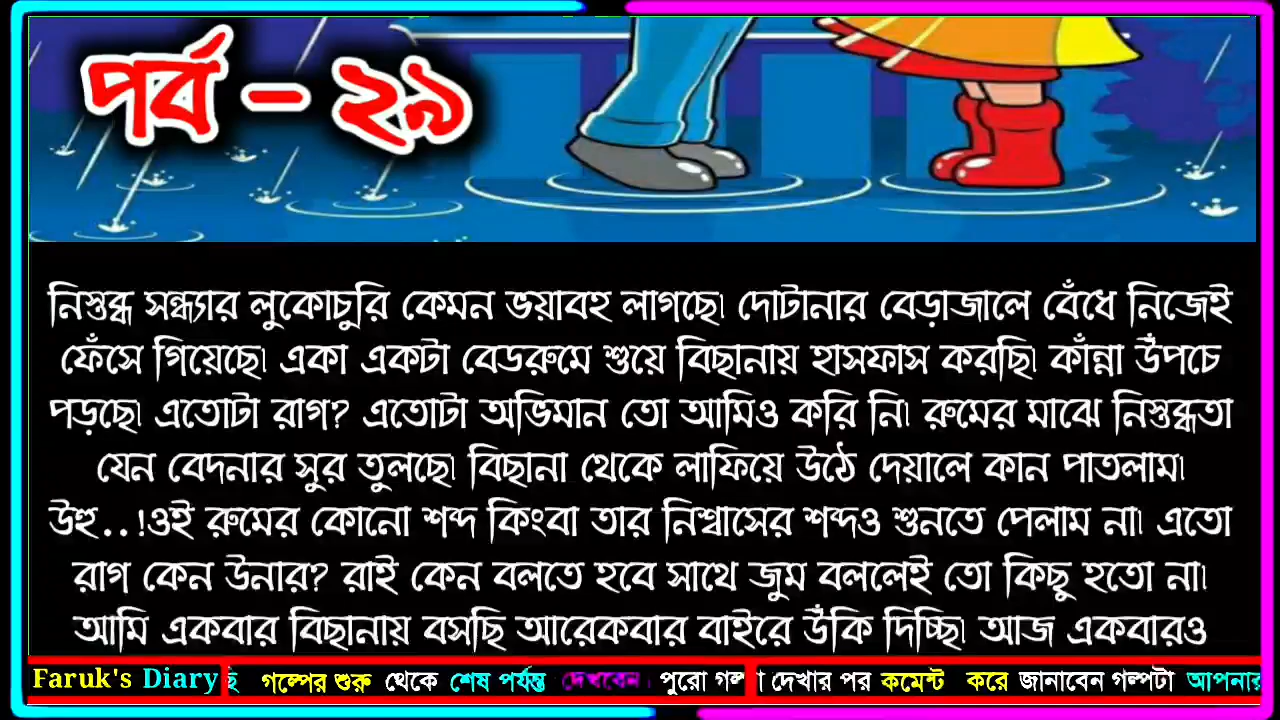 পর্ব - ২৯
নিস্তব্ধ সন্ধ্যার লুকোচুরি কেমন ভয়াবহ লাগছে। দোটানার বেড়াজালে বেঁধে নিজেই
ফেঁসে গিয়েছে। একা একটা বেডরুমে শুয়ে বিছানায় হাসফাস করছি। কাঁন্না উঁপচে
পড়ছে। এতোটা রাগ? এতোটা অভিমান তো আমিও করি নি। রুমের মাঝে নিস্তব্ধতা
যেন বেদনার সুর তুলছে। বিছানা থেকে লাফিয়ে উঠে দেয়ালে কান পাতলাম।
উহু..!ওই রুমের কোনো শব্দ কিংবা তার নিশ্বাসের শব্দও শুনতে পেলাম না। এতো
রাগ কেন উনার? রাই কেন বলতে হবে সাথে জুম বললেই তো কিছু হতো না।
আমি একবার বিছানায় বসছি আরেকবার বাইরে উঁকি দিচ্ছি। আজ একবারও
Faruk's Diary গল্পের শুরু থেকে শেষ পর্যন্ত দেখবেন। পুরো দেখার পর কমেন্ট করে জানাবেন গল্পটা